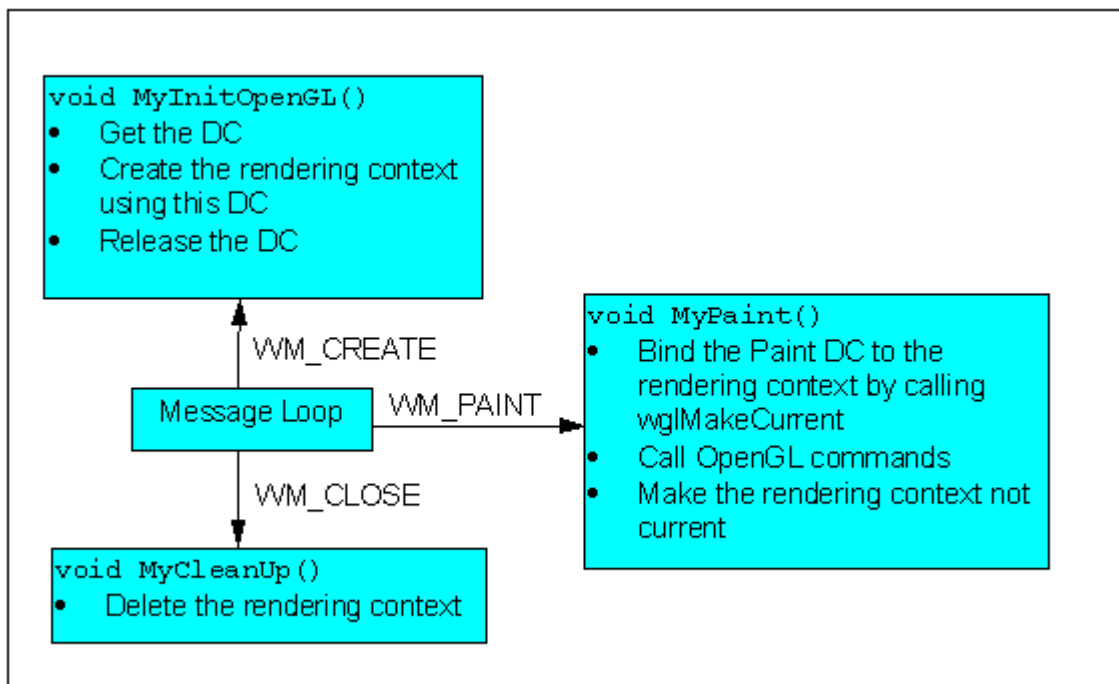 void MyInitOpenGL()
• Get the DC
• Create the rendering context
using this DC
• Release the DC
WM_CREATE
Message Loop
WM_PAINT
void MyPaint()
• Bind the Paint DC to the
rendering context by calling
wglMakeCurrent
• Call OpenGL commands
• Make the rendering context not
current
WM_CLOSE
void MyCleanUp()
• Delete the rendering context